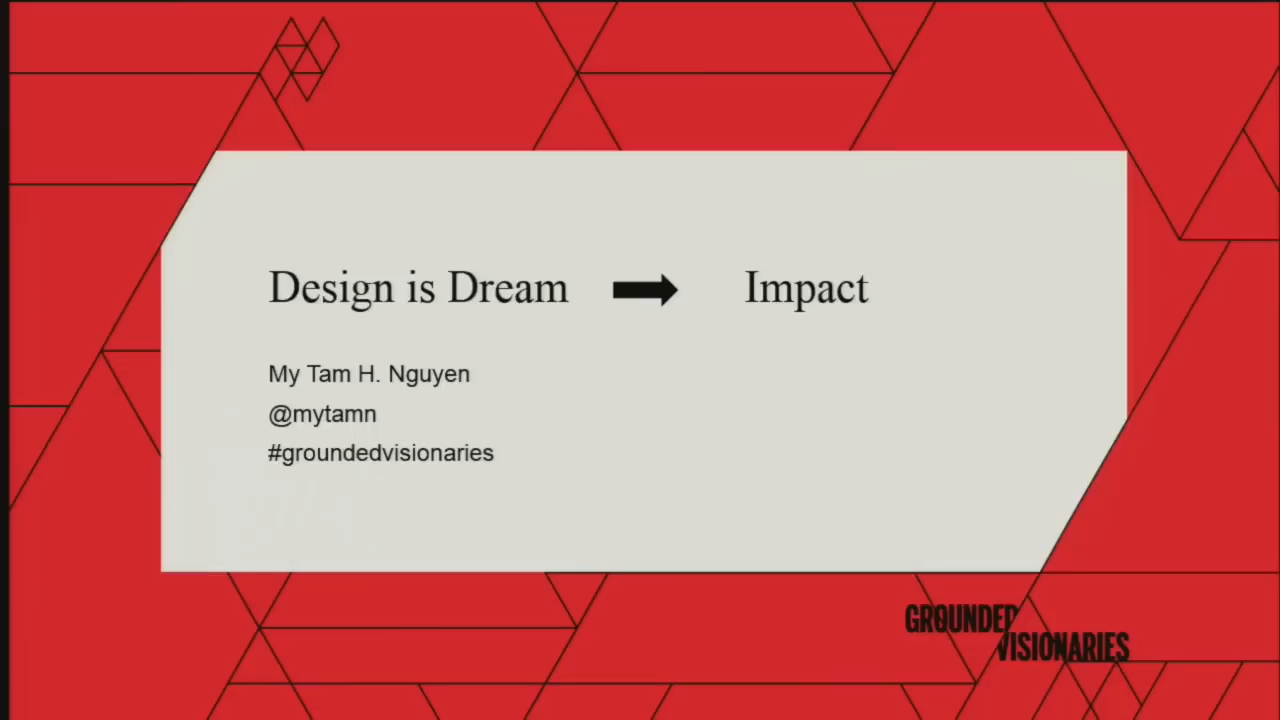 Design is Dream ➡ Impact
My Tam H. Nguyen
@mytamn
#groundedvisionaries
GROUNDED
VISIONARIES